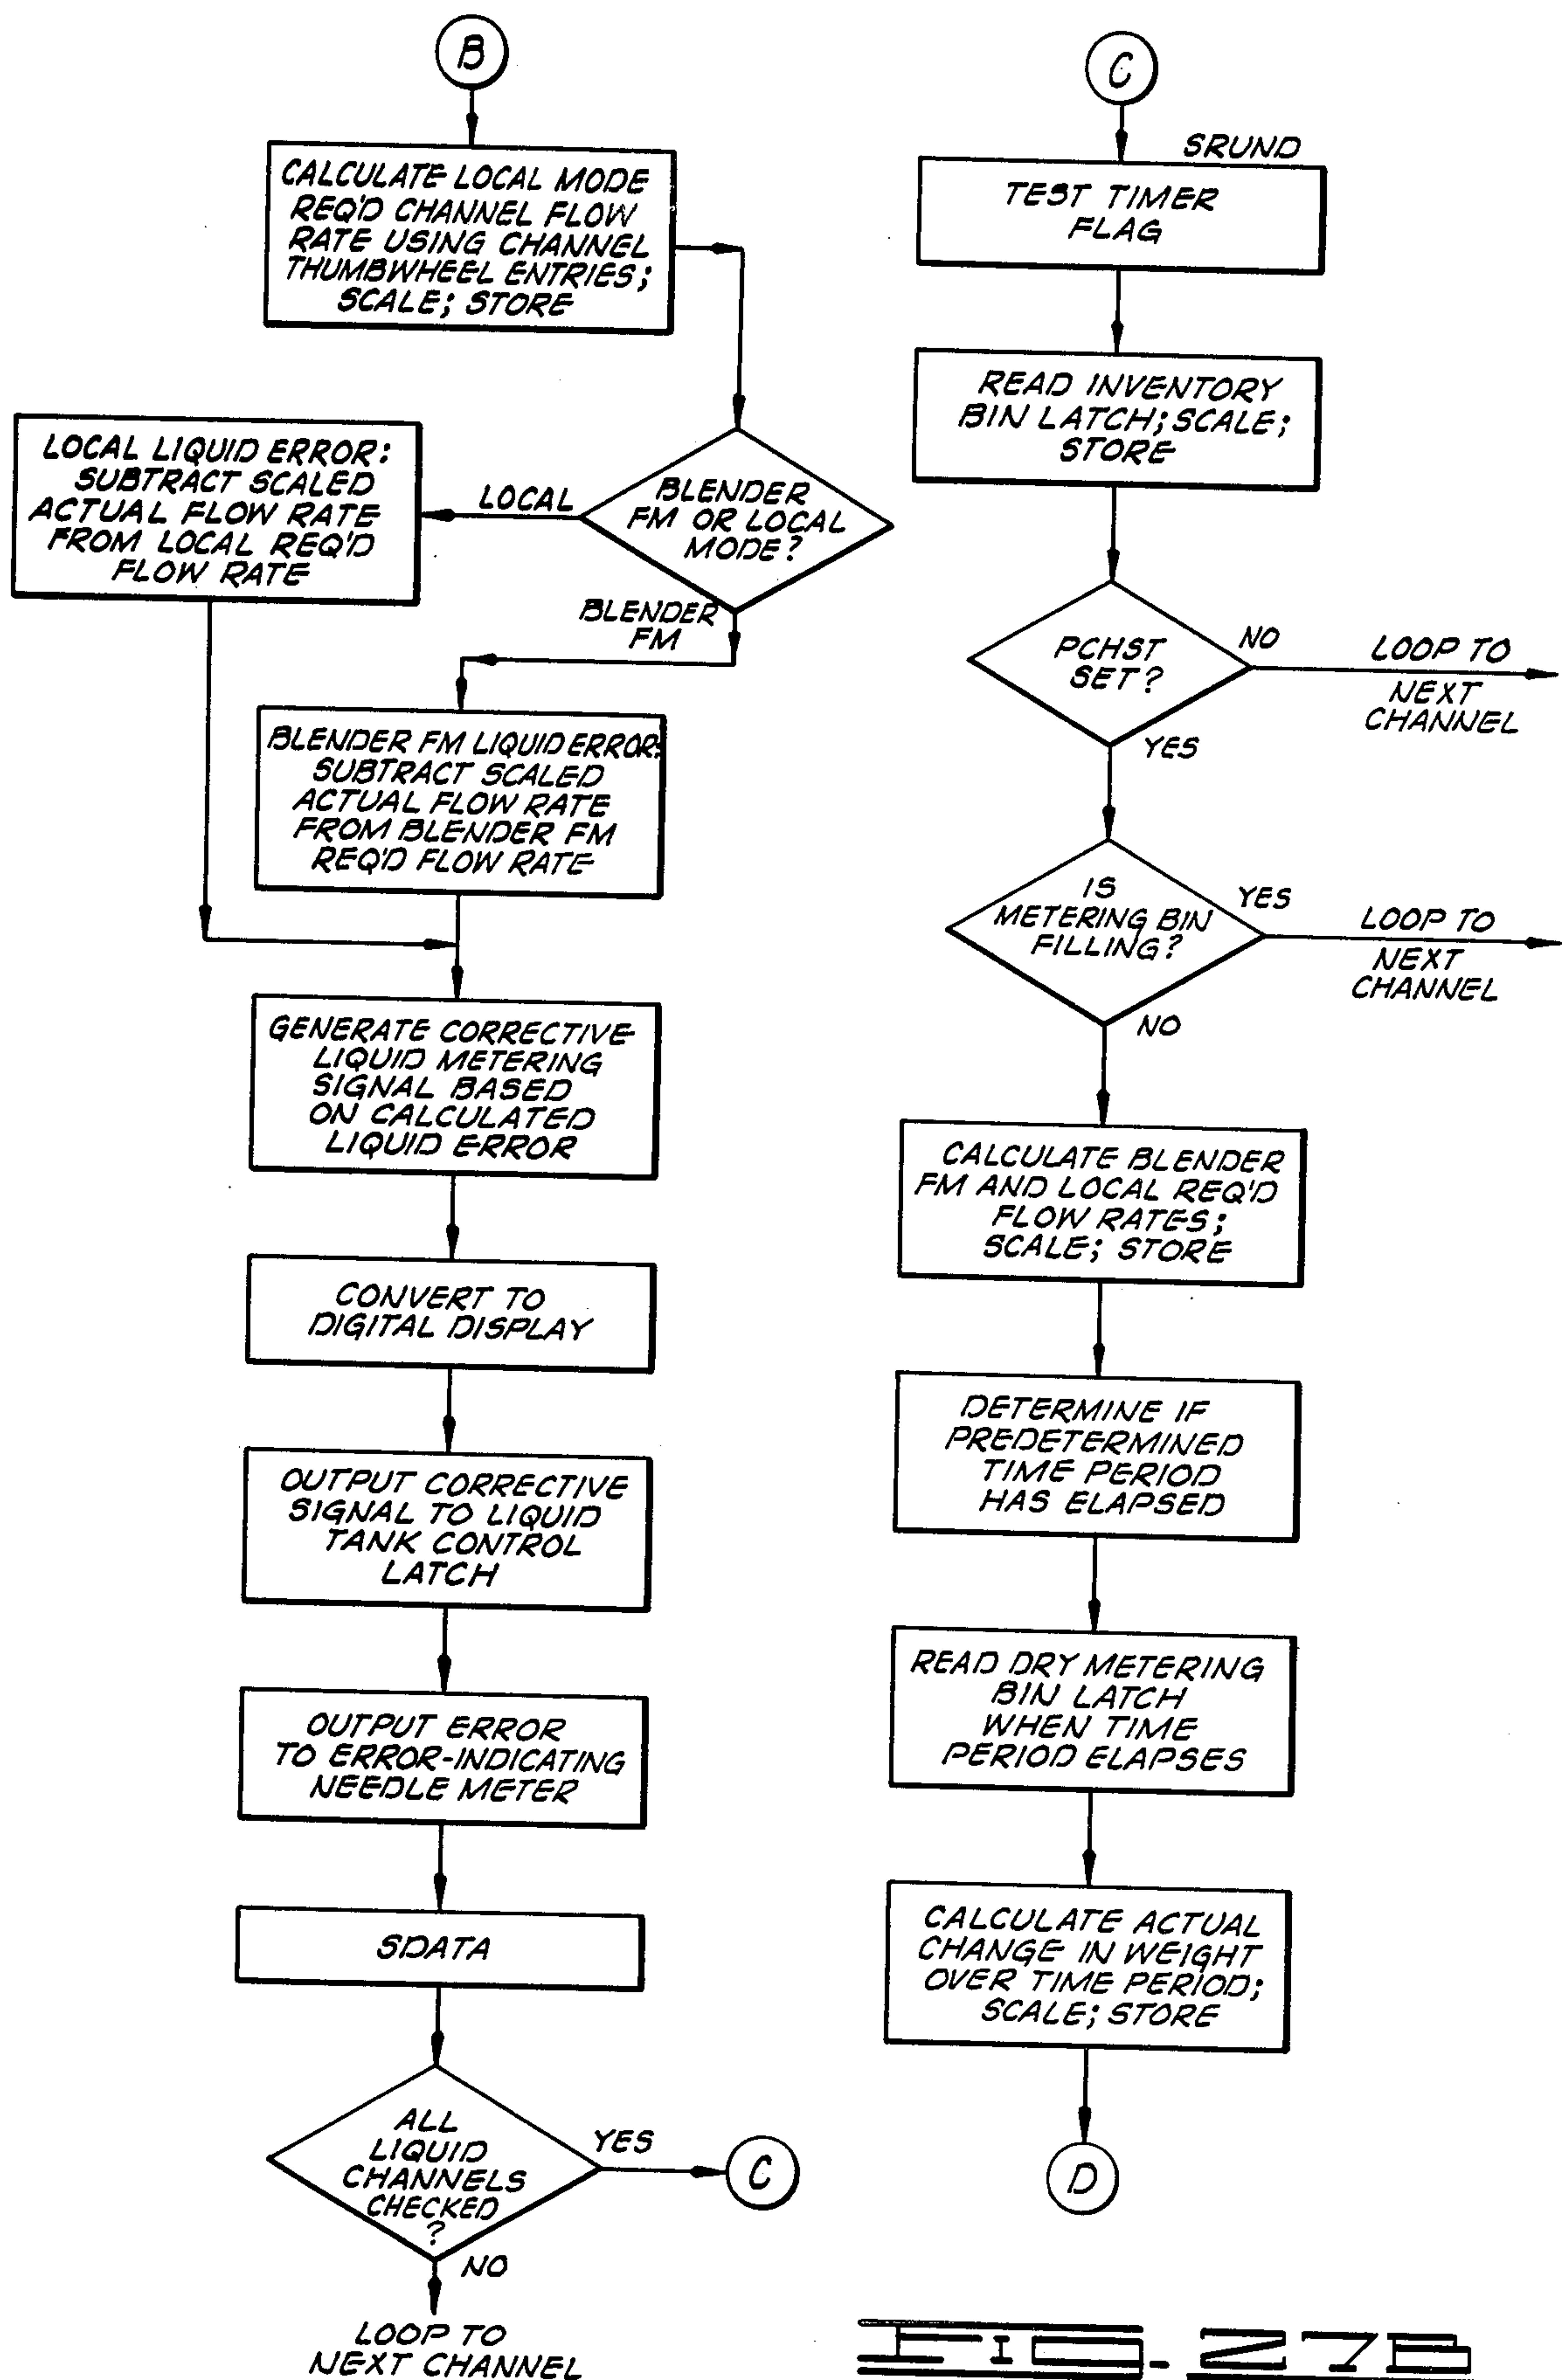 B
CALCULATE LOCAL MODE
REQ'D CHANNEL FLOW
RATE USING CHANNEL
THUMBWHEEL ENTRIES;
SCALE; STORE
BLENDER
FM OR LOCAL
MODE?
LOCAL
LOCAL LIQUID ERROR:
SUBTRACT SCALED
ACTUAL FLOW RATE
FROM LOCAL REQ'D
FLOW RATE
BLENDER
FM
BLENDER FM LIQUID ERROR:
SUBTRACT SCALED
ACTUAL FLOW RATE
FROM BLENDER FM
REQ'D FLOW RATE
GENERATE CORRECTIVE
LIQUID METERING
SIGNAL BASED
ON CALCULATED
LIQUID ERROR
CONVERT TO
DIGITAL DISPLAY
OUTPUT CORRECTIVE
SIGNAL TO LIQUID
TANK CONTROL
LATCH
OUTPUT ERROR
TO ERROR-INDICATING
NEEDLE METER
SDATA
ALL
LIQUID
CHANNELS
CHECKED
?
YES
C
NO
LOOP TO
NEXT CHANNEL
C
SRUND
TEST TIMER
FLAG
READ INVENTORY
BIN LATCH; SCALE;
STORE
PCHST
SET?
NO
LOOP TO
NEXT
CHANNEL
YES
IS
METERING BIN
FILLING?
YES
LOOP TO
NEXT
CHANNEL
NO
CALCULATE BLENDER
FM AND LOCAL REQ'D
FLOW RATES;
SCALE; STORE
DETERMINE IF
PREDETERMINED
TIME PERIOD
HAS ELAPSED
READ DRY METERING
BIN LATCH
WHEN TIME
PERIOD ELAPSES
CALCULATE ACTUAL
CHANGE IN WEIGHT
OVER TIME PERIOD;
SCALE; STORE
D
FIG. 27B